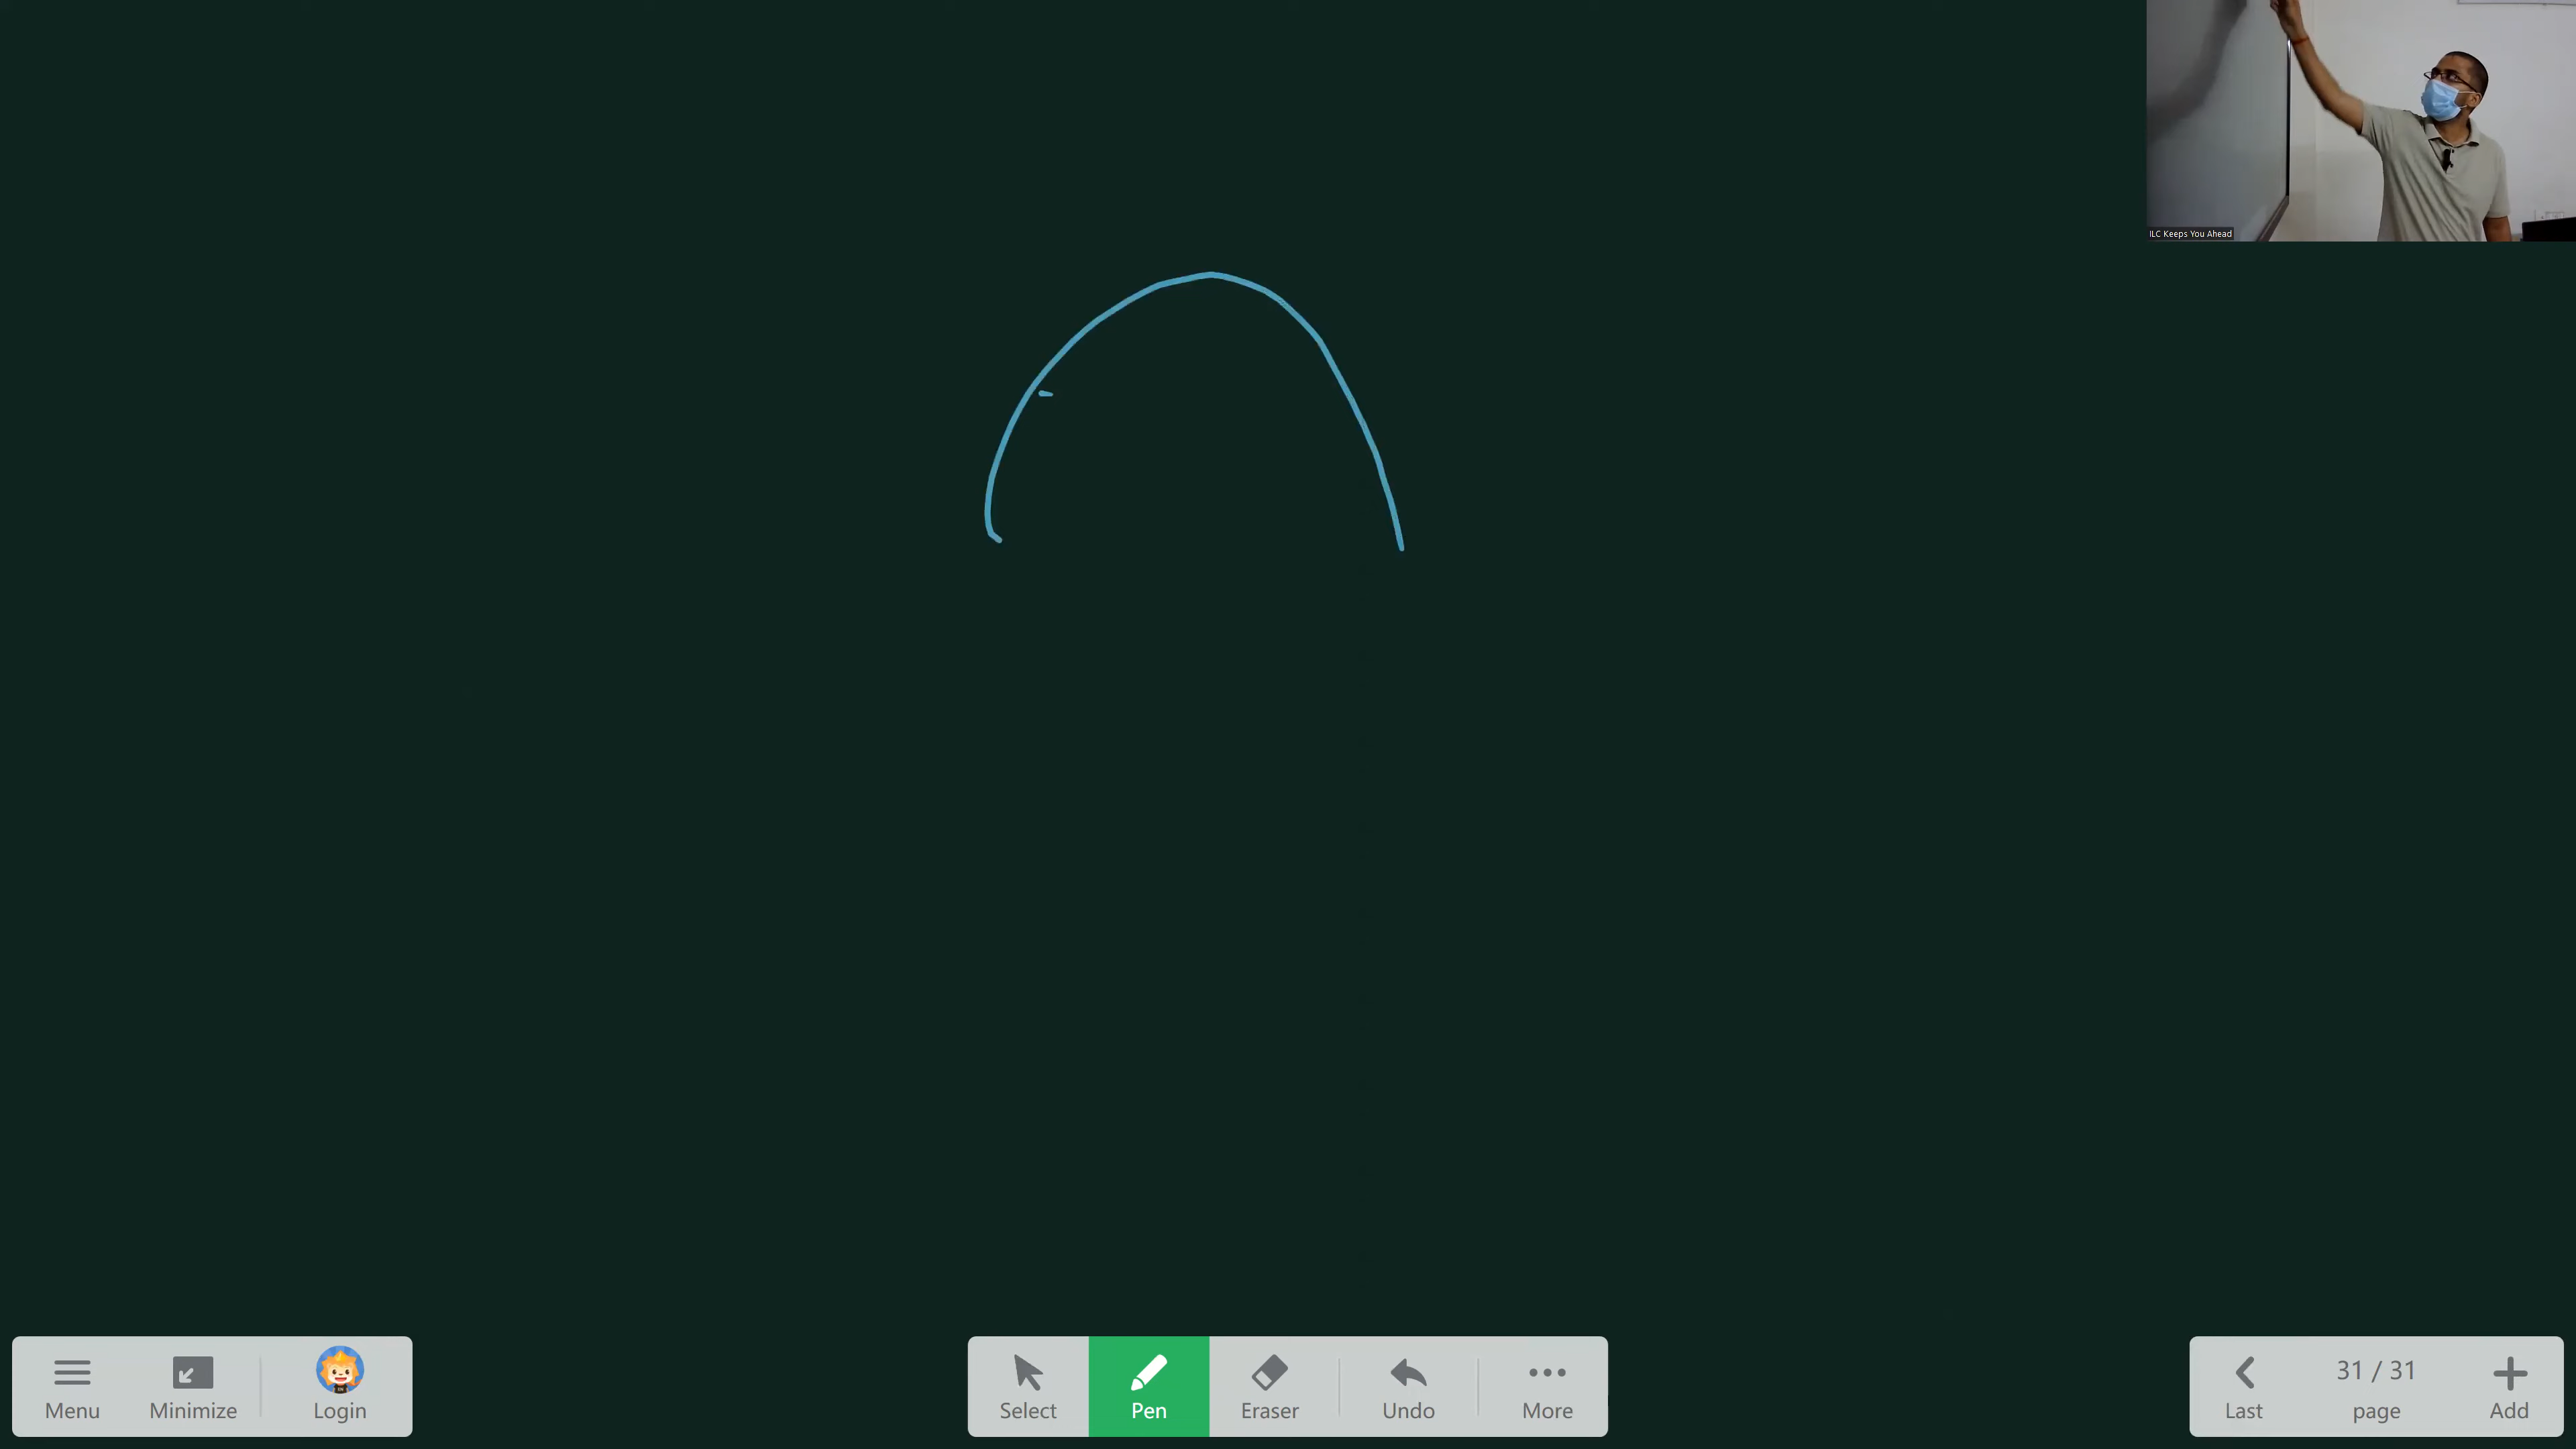 ILC Keeps You Ahead
Menu Minimize Login Select Pen Eraser Undo More Last 31 / 31 page Add